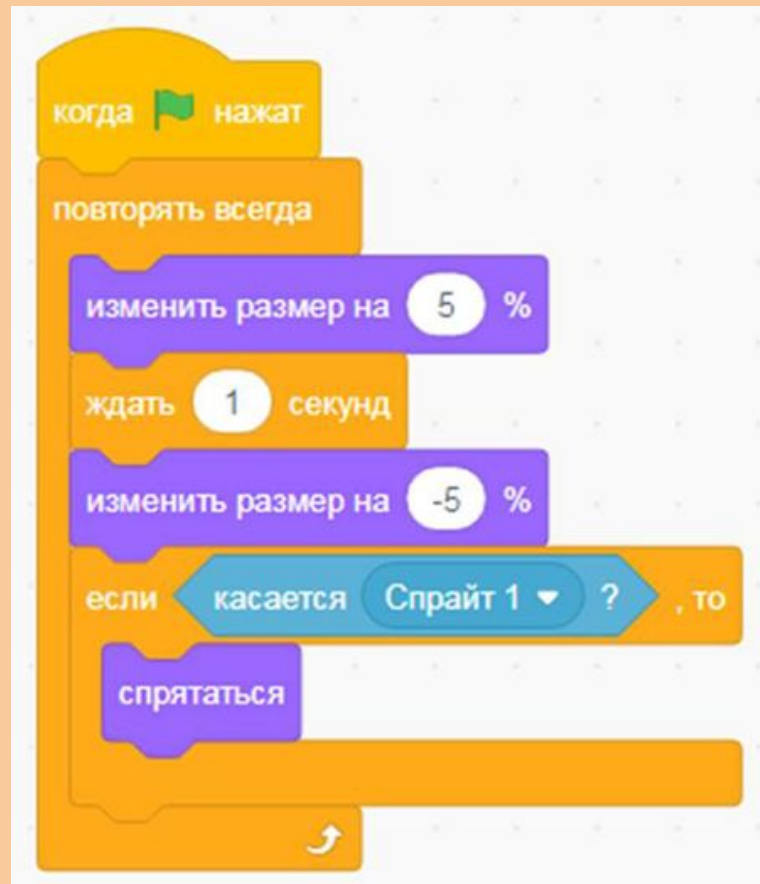 когда нажат
повторять всегда
изменить размер на 5 %
ждать 1 секунд
изменить размер на -5 %
если касается Спрайт 1 ? , то
спрятаться